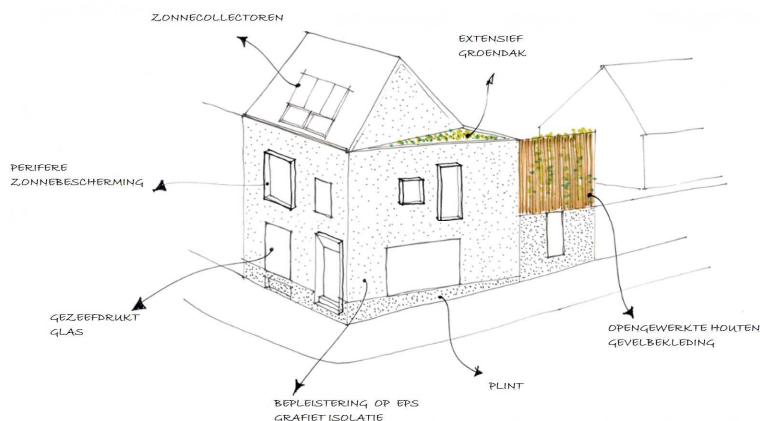 ZONNECOLLECTOREN
EXTENSIEF
GROENDAK
PERIFERE
ZONNEBESCHERMING
GEZEEFDRUKT
GLAS
OPENGEWERKTE HOUTEN
GEVELBEKLEDING
PLINT
BEPLEISTERING OP EPS
GRAFIET ISOLATIE